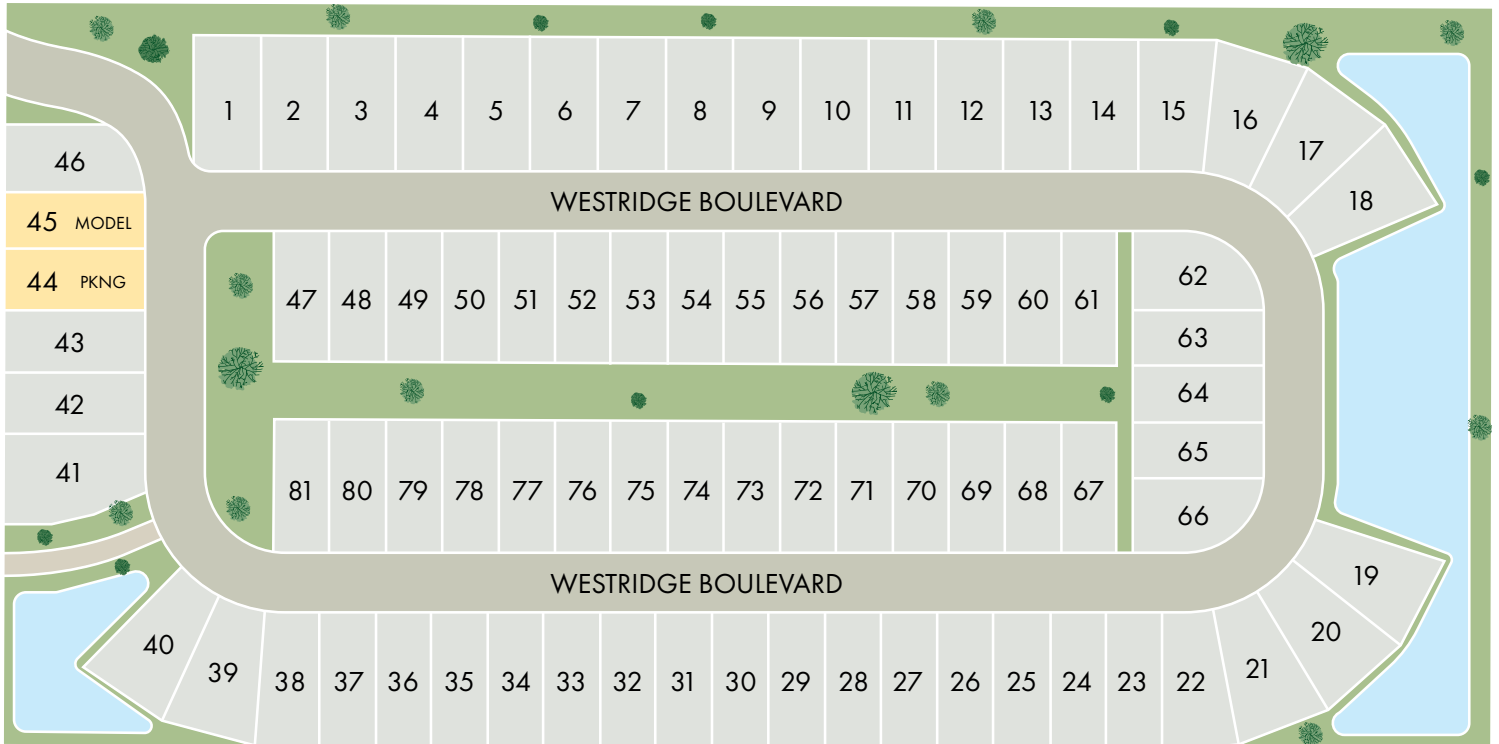 1 2 3 4 5 6 7 8 9 10 11 12 13 14 15 16 17 18
46
WESTRIDGE BOULEVARD
45 MODEL
44 PKNG
43
42
41
47 48 49 50 51 52 53 54 55 56 57 58 59 60 61
62
63
64
65
66
81 80 79 78 77 76 75 74 73 72 71 70 69 68 67
WESTRIDGE BOULEVARD
40 39 38 37 36 35 34 33 32 31 30 29 28 27 26 25 24 23 22 21 20 19